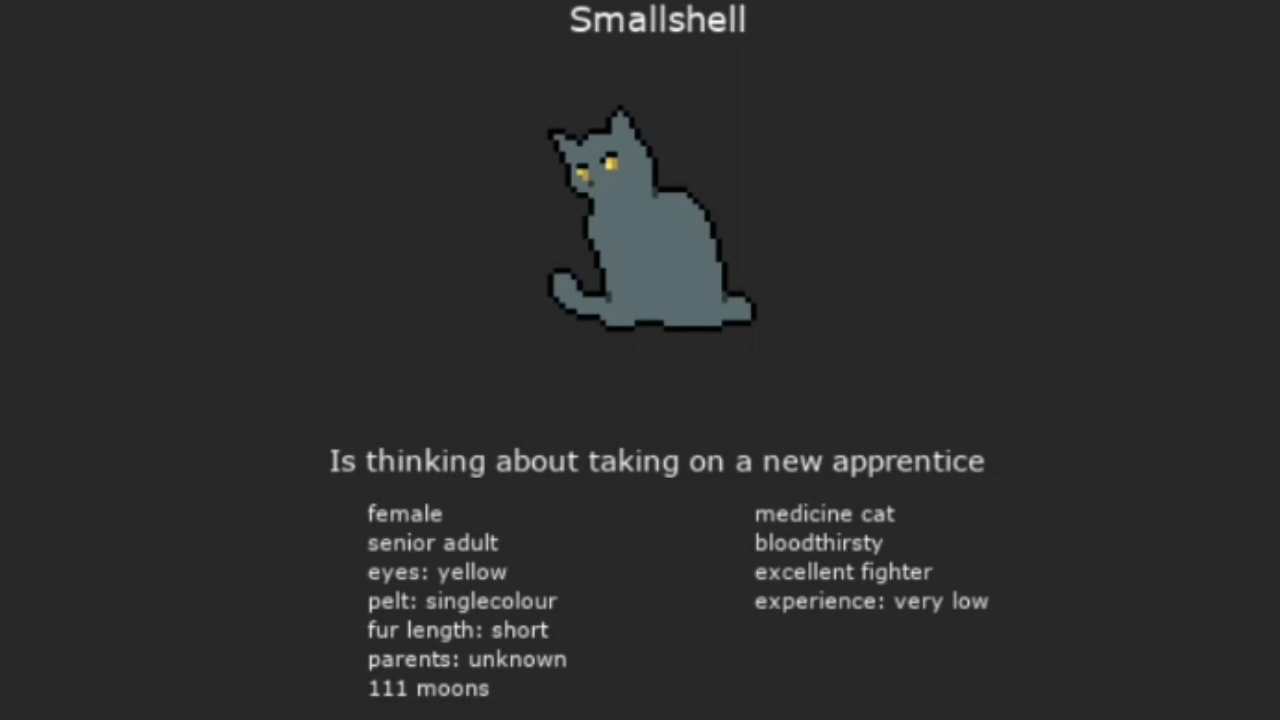 Smallshell
Is thinking about taking on a new apprentice
female
senior adult
eyes: yellow
pelt: singlecolour
fur length: short
parents: unknown
111 moons
medicine cat
bloodthirsty
excellent fighter
experience: very low